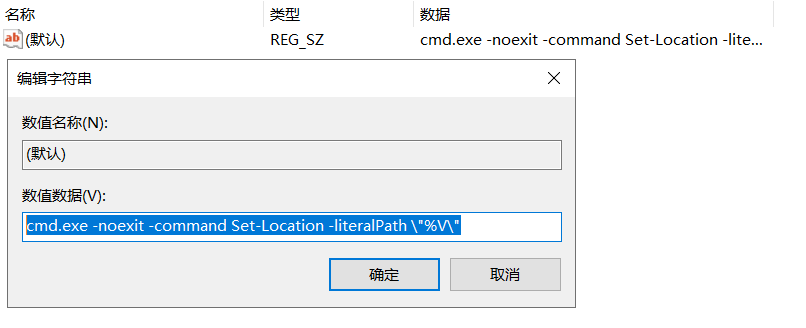 名称 类型 数据
ab (默认) REG_SZ cmd.exe -noexit -command Set-Location -lite...
编辑字符串
数值名称(N):
(默认)
数值数据(V):
cmd.exe -noexit -command Set-Location -literalPath \"%V\"
确定 取消